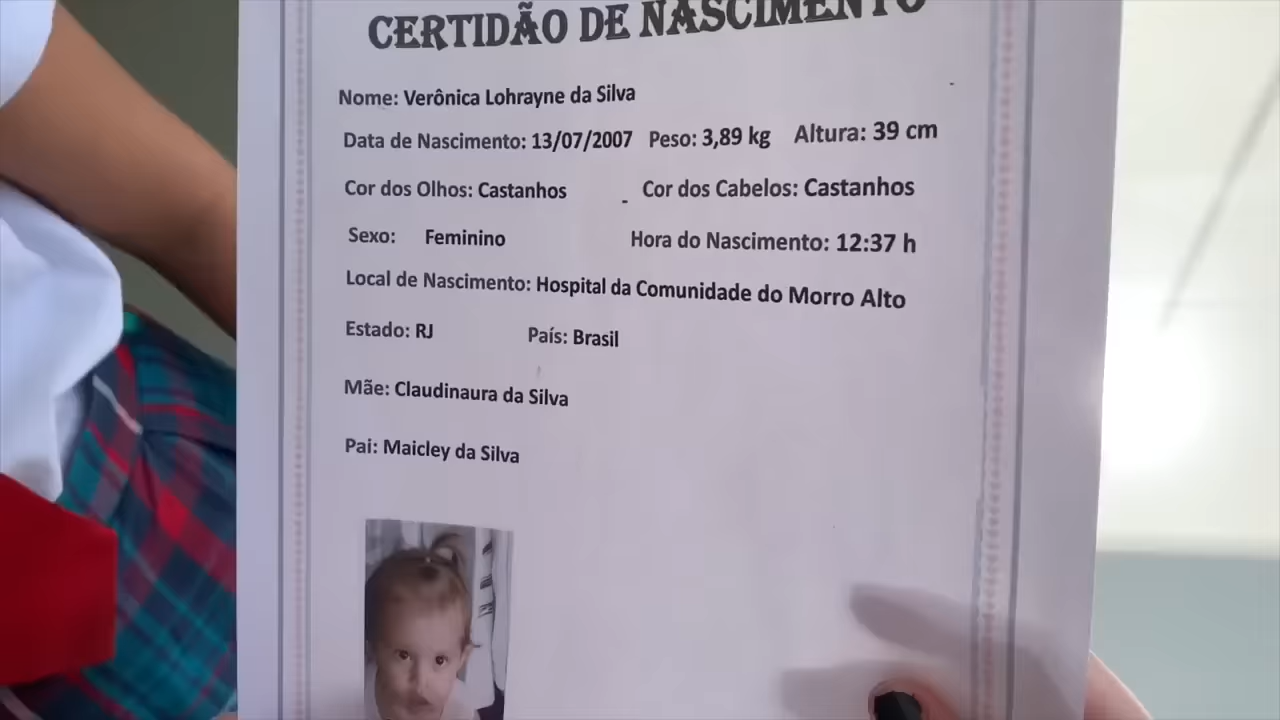 CERTIDÃO DE NASCIMENTO
Nome: Verônica Lohrayne da Silva
Data de Nascimento: 13/07/2007 Peso: 3,89 kg Altura: 39 cm
Cor dos Olhos: Castanhos Cor dos Cabelos: Castanhos
Sexo: Feminino Hora do Nascimento: 12:37 h
Local de Nascimento: Hospital da Comunidade do Morro Alto
Estado: RJ País: Brasil
Mãe: Claudinaura da Silva
Pai: Maicley da Silva